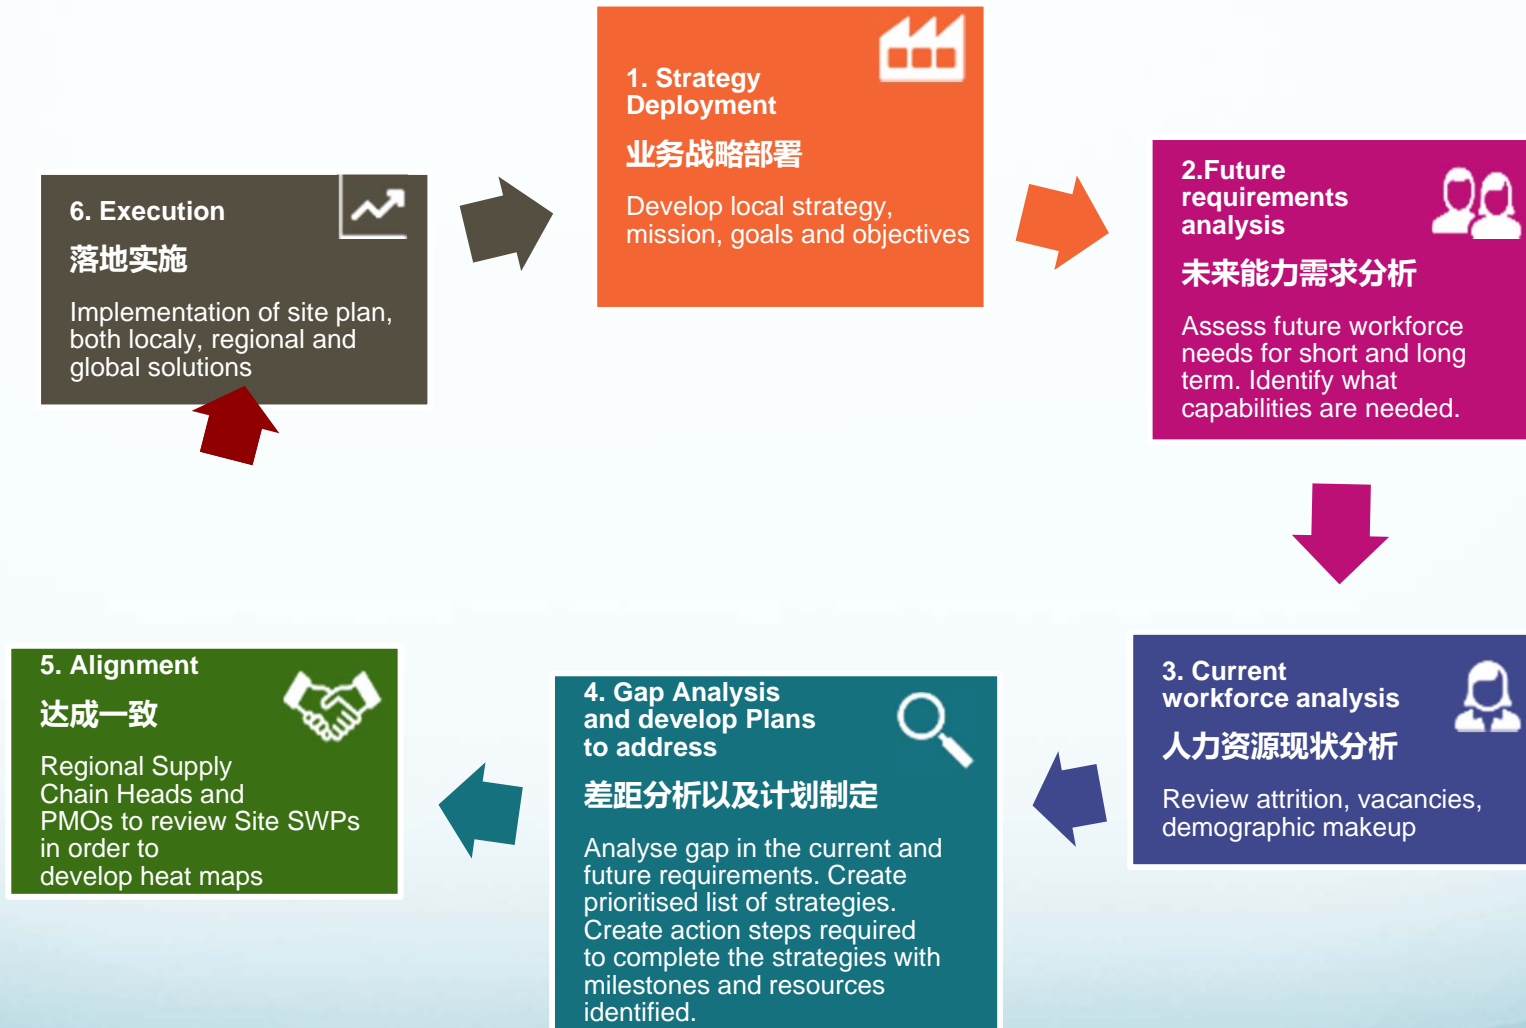 1. Strategy
Deployment
业务战略部署
Develop local strategy,
mission, goals and objectives
2.Future
requirements
analysis
未来能力需求分析
Assess future workforce
needs for short and long
term. Identify what
capabilities are needed.
3. Current
workforce analysis
人力资源现状分析
Review attrition, vacancies,
demographic makeup
4. Gap Analysis
and develop Plans
to address
差距分析以及计划制定
Analyse gap in the current and
future requirements. Create
prioritised list of strategies.
Create action steps required
to complete the strategies with
milestones and resources
identified.
5. Alignment
达成一致
Regional Supply
Chain Heads and
PMOs to review Site SWPs
in order to
develop heat maps
6. Execution
落地实施
Implementation of site plan,
both localy, regional and
global solutions